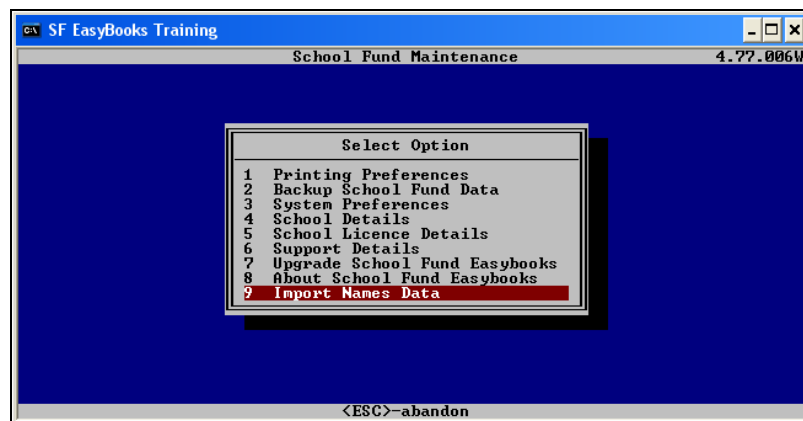 SF EasyBooks Training
School Fund Maintenance 4.77.006W
Select Option
1 Printing Preferences
2 Backup School Fund Data
3 System Preferences
4 School Details
5 School Licence Details
6 Support Details
7 Upgrade School Fund Easybooks
8 About School Fund Easybooks
9 Import Names Data
<ESC>-abandon